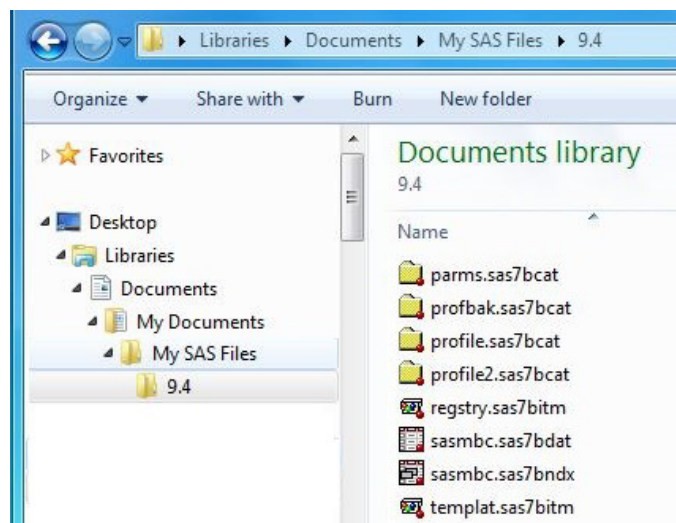 Libraries ▸ Documents ▸ My SAS Files ▸ 9.4
Organize ▾ Share with ▾ Burn New folder
Favorites
Desktop
Libraries
Documents
My Documents
My SAS Files
9.4
Documents library
9.4
Name
parms.sas7bcat
profbak.sas7bcat
profile.sas7bcat
profile2.sas7bcat
regstry.sas7bitm
sasmbc.sas7bdat
sasmbc.sas7bndx
templat.sas7bitm